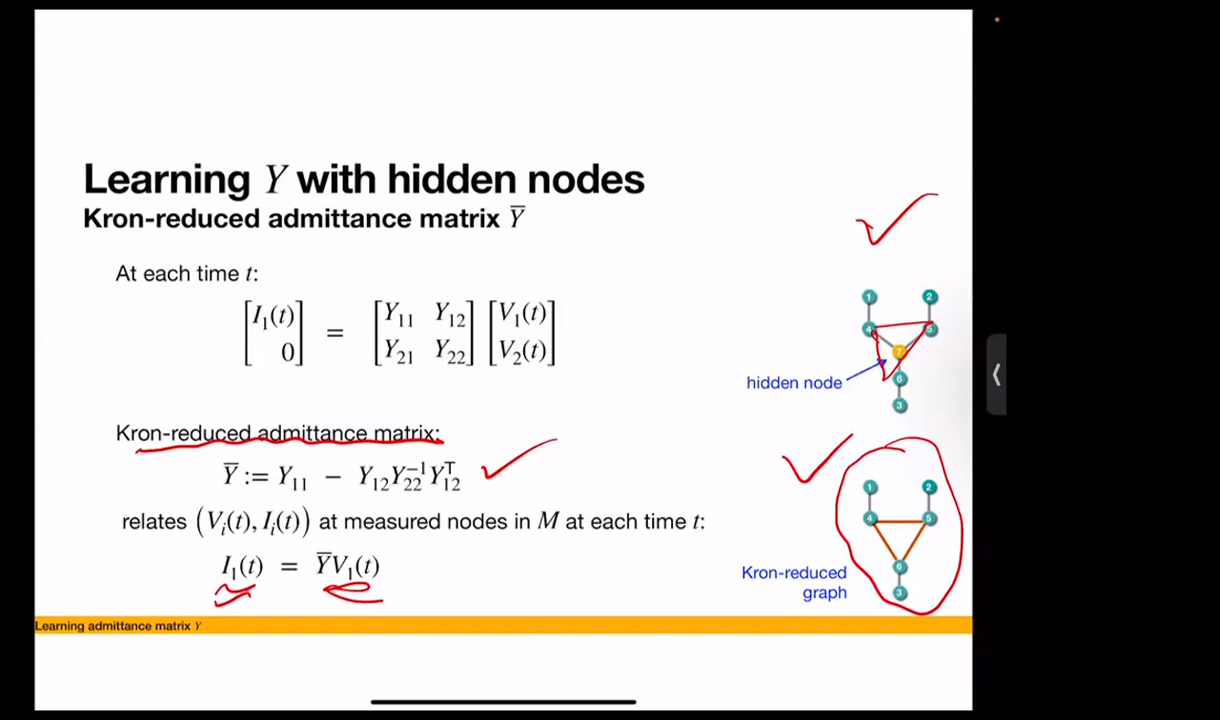 Learning Y with hidden nodes
Kron-reduced admittance matrix Y̅
At each time t:
[I₁(t) 0] = [Y₁₁ Y₁₂ Y₂₁ Y₂₂] [V₁(t) V₂(t)]
1 2
4 5
7
hidden node
6
3
Kron-reduced admittance matrix:
Y̅ := Y₁₁ − Y₁₂Y₂₂⁻¹Y₁₂ᵀ
relates (Vᵢ(t), Iᵢ(t)) at measured nodes in M at each time t:
I₁(t) = Y̅V₁(t)
1 2
4 5
6
Kron-reduced
graph
3
Learning admittance matrix Y